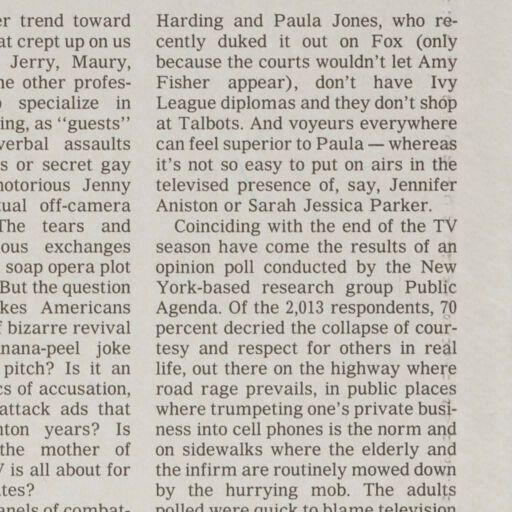 er trend toward
at crept up on us
Jerry, Maury,
he other profes-
specialize in
ing, as “guests”
verbal assaults
s or secret gay
notorious Jenny
tual off-camera
The tears and
ous exchanges
soap opera plot
But the question
kes Americans
f bizarre revival
nana-peel joke
pitch? Is it an
cs of accusation,
attack ads that
nton years? Is
the mother of
V is all about for
tes?
anels of combat-
Harding and Paula Jones, who re-
cently duked it out on Fox (only
because the courts wouldn’t let Amy
Fisher appear), don’t have Ivy
League diplomas and they don’t shop
at Talbots. And voyeurs everywhere
can feel superior to Paula — whereas
it’s not so easy to put on airs in the
televised presence of, say, Jennifer
Aniston or Sarah Jessica Parker.
Coinciding with the end of the TV
season have come the results of an
opinion poll conducted by the New
York-based research group Public
Agenda. Of the 2,013 respondents, 70
percent decried the collapse of cour-
tesy and respect for others in real
life, out there on the highway where
road rage prevails, in public places
where trumpeting one’s private busi-
ness into cell phones is the norm and
on sidewalks where the elderly and
the infirm are routinely mowed down
by the hurrying mob. The adults
polled were quick to blame television